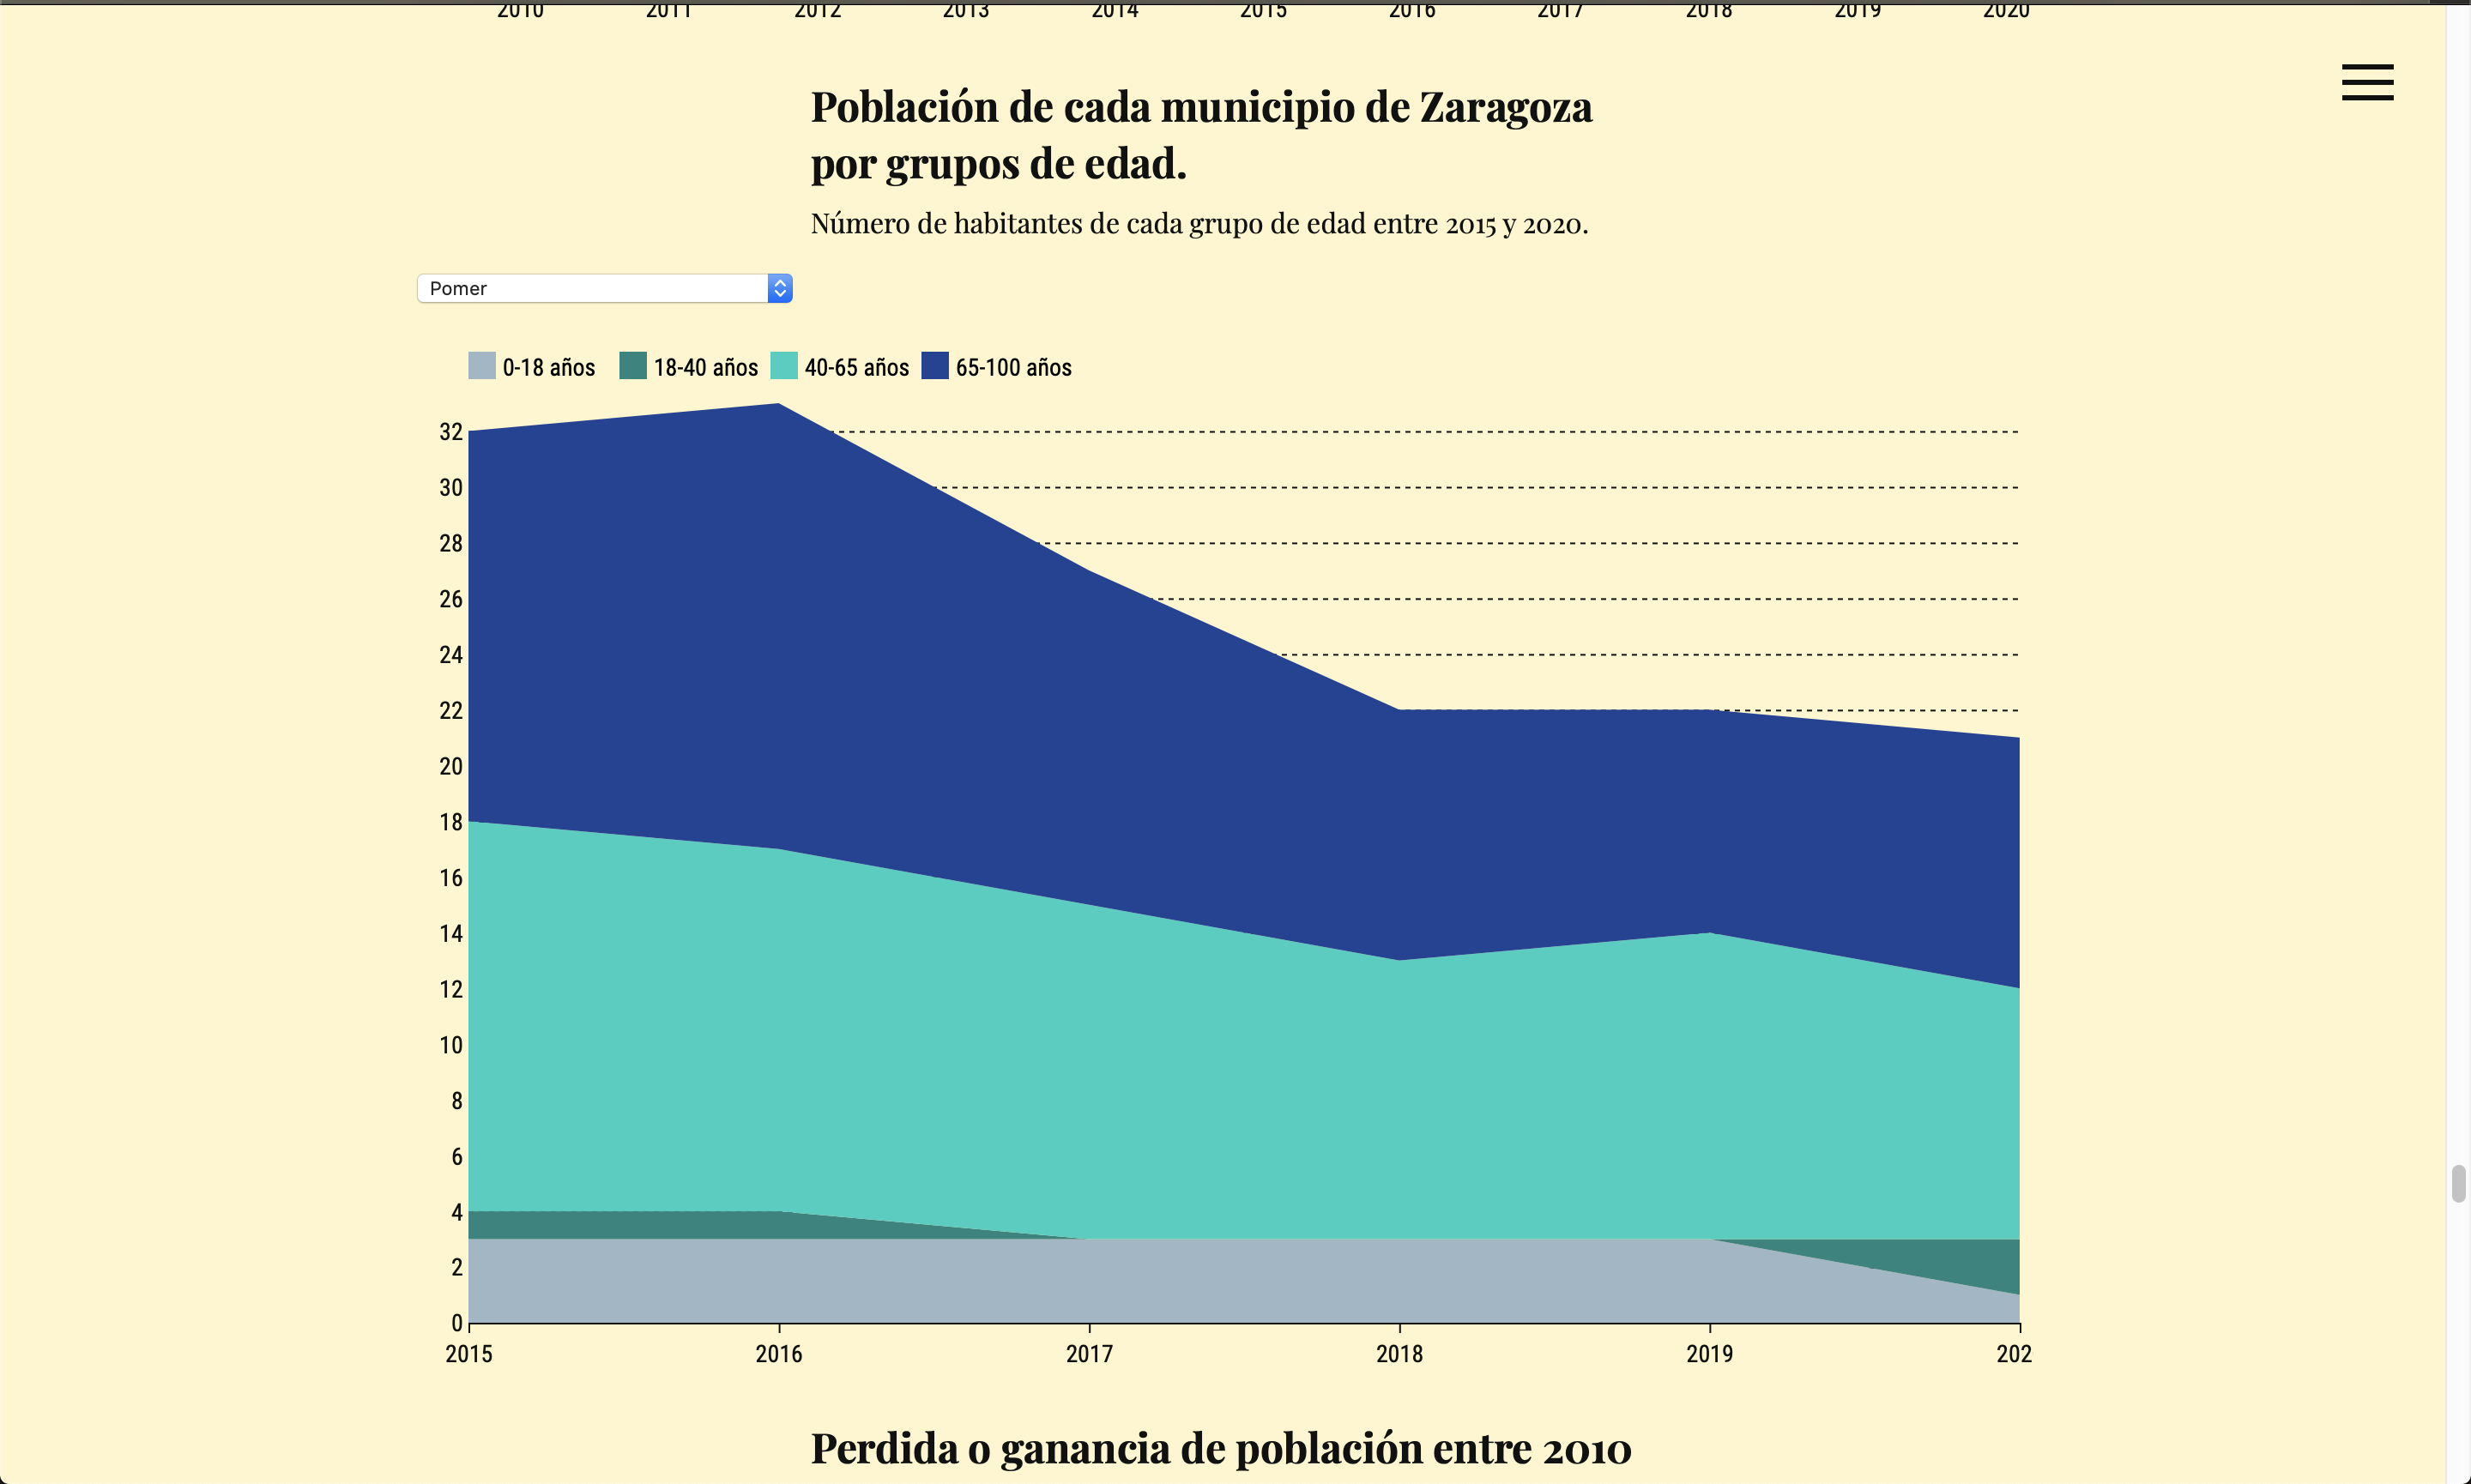 2010 2011 2012 2013 2014 2015 2016 2017 2018 2019 2020
Población de cada municipio de Zaragoza
por grupos de edad.
Número de habitantes de cada grupo de edad entre 2015 y 2020.
Pomer
0-18 años 18-40 años 40-65 años 65-100 años
32
30
28
26
24
22
20
18
16
14
12
10
8
6
4
2
0
2015 2016 2017 2018 2019 202
Perdida o ganancia de población entre 2010